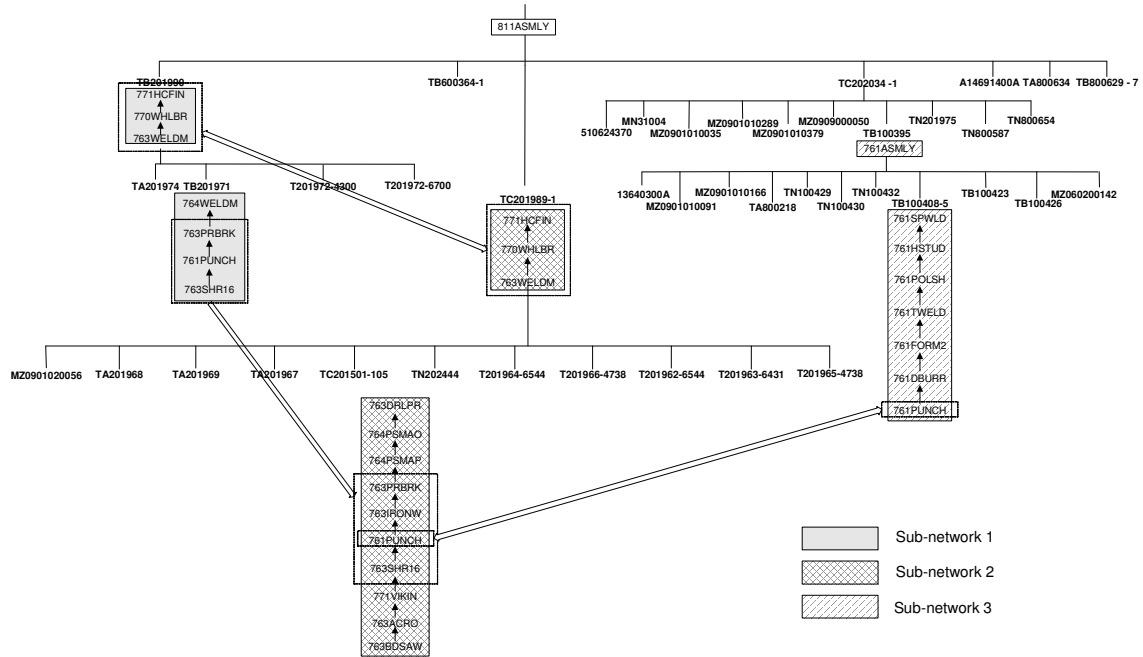 811ASMLY
TB201990
TB600364-1
TC202034 -1
A14691400A
TA800634
TB800629 - 7
771HCFIN
770WHLBR
763WELDM
510624370
MN31004
MZ0901010035
MZ0901010289
MZ0901010379
MZ0909000050
TB100395
TN201975
TN800587
TN800654
761ASMLY
TA201974
TB201971
T201972-4300
T201972-6700
13640300A
MZ0901010091
MZ0901010166
TA800218
TN100429
TN100430
TN100432
TB100408-5
TB100423
TB100426
MZ060200142
764WELDM
763PRBRK
761PUNCH
763SHR16
TC201989-1
771HCFIN
770WHLBR
763WELDM
761SPWLD
761HSTUD
761POLSH
761TWELD
761FORM2
761DBURR
761PUNCH
MZ0901020056
TA201968
TA201969
TA201967
TC201501-105
TN202444
T201964-6544
T201966-4738
T201962-6544
T201963-6431
T201965-4738
763DRLPR
764PSMAO
764PSMAP
763PRBRK
763IRONW
761PUNCH
763SHR16
771VIKIN
763ACRO
763BDSAW
Sub-network 1
Sub-network 2
Sub-network 3